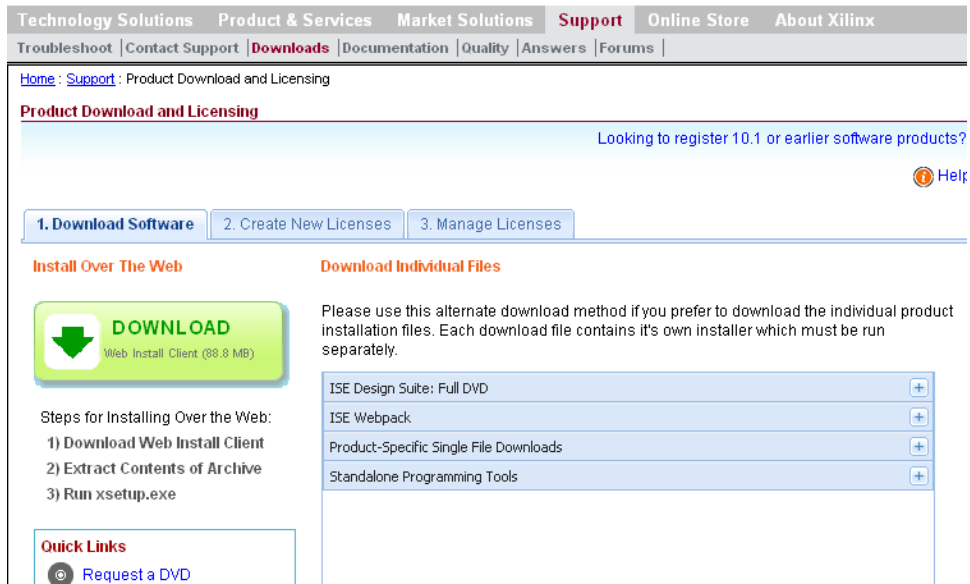 Technology Solutions Product & Services Market Solutions Support Online Store About Xilinx
Troubleshoot | Contact Support | Downloads | Documentation | Quality | Answers | Forums |
Home : Support : Product Download and Licensing
Product Download and Licensing
Looking to register 10.1 or earlier software products?
Help
1. Download Software 2. Create New Licenses 3. Manage Licenses
Install Over The Web
DOWNLOAD
Web Install Client (88.8 MB)
Steps for Installing Over the Web:
1) Download Web Install Client
2) Extract Contents of Archive
3) Run xsetup.exe
Quick Links
Request a DVD
Download Individual Files
Please use this alternate download method if you prefer to download the individual product
installation files. Each download file contains it's own installer which must be run
separately.
ISE Design Suite: Full DVD
ISE Webpack
Product-Specific Single File Downloads
Standalone Programming Tools